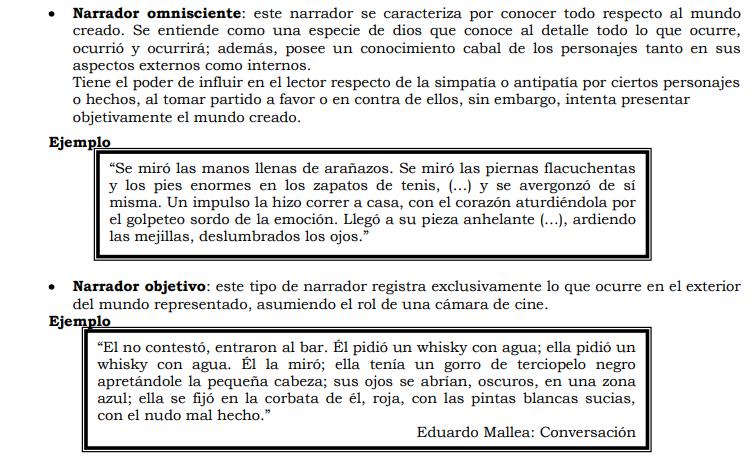 • Narrador omnisciente: este narrador se caracteriza por conocer todo respecto al mundo
creado. Se entiende como una especie de dios que conoce al detalle todo lo que ocurre,
ocurrió y ocurrirá; además, posee un conocimiento cabal de los personajes tanto en sus
aspectos externos como internos.
Tiene el poder de influir en el lector respecto de la simpatía o antipatía por ciertos personajes
o hechos, al tomar partido a favor o en contra de ellos, sin embargo, intenta presentar
objetivamente el mundo creado.
Ejemplo
“Se miró las manos llenas de arañazos. Se miró las piernas flacuchentas
y los pies enormes en los zapatos de tenis, (...) y se avergonzó de sí
misma. Un impulso la hizo correr a casa, con el corazón aturdiéndola por
el golpeteo sordo de la emoción. Llegó a su pieza anhelante (...), ardiendo
las mejillas, deslumbrados los ojos.”
• Narrador objetivo: este tipo de narrador registra exclusivamente lo que ocurre en el exterior
del mundo representado, asumiendo el rol de una cámara de cine.
Ejemplo
“El no contestó, entraron al bar. Él pidió un whisky con agua; ella pidió un
whisky con agua. Él la miró; ella tenía un gorro de terciopelo negro
apretándole la pequeña cabeza; sus ojos se abrían, oscuros, en una zona
azul; ella se fijó en la corbata de él, roja, con las pintas blancas sucias,
con el nudo mal hecho.”
Eduardo Mallea: Conversación